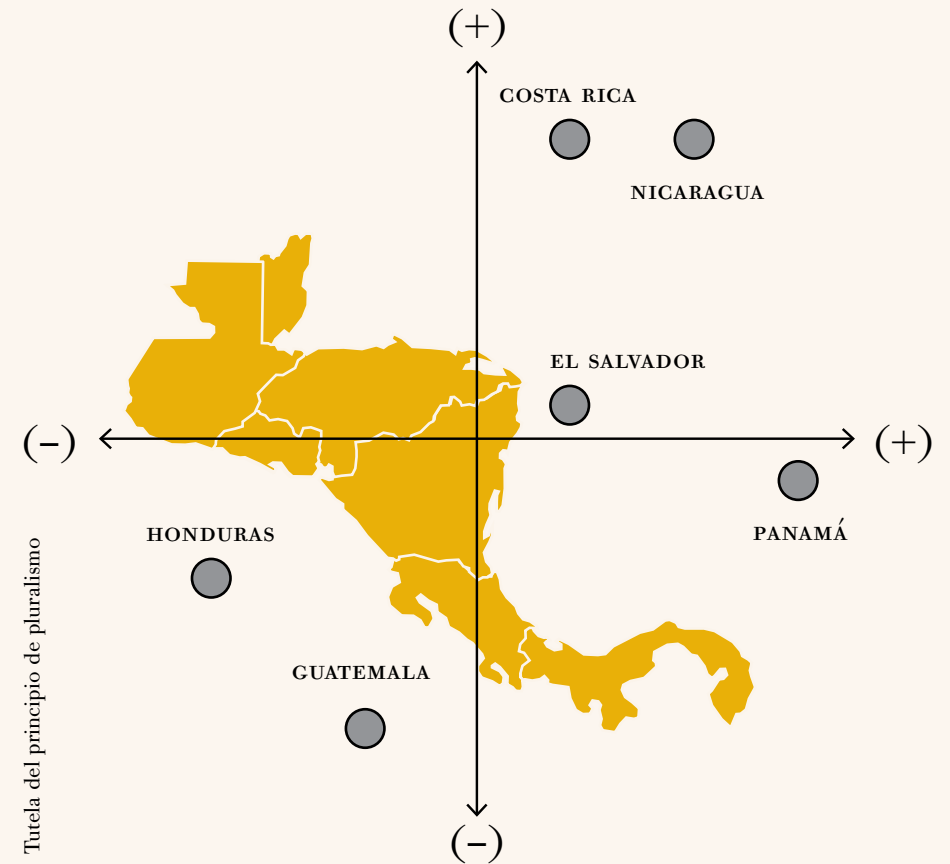 (+)
COSTA RICA
NICARAGUA
EL SALVADOR
(–)
(+)
PANAMÁ
HONDURAS
GUATEMALA
Tutela del principio de pluralismo
(–)